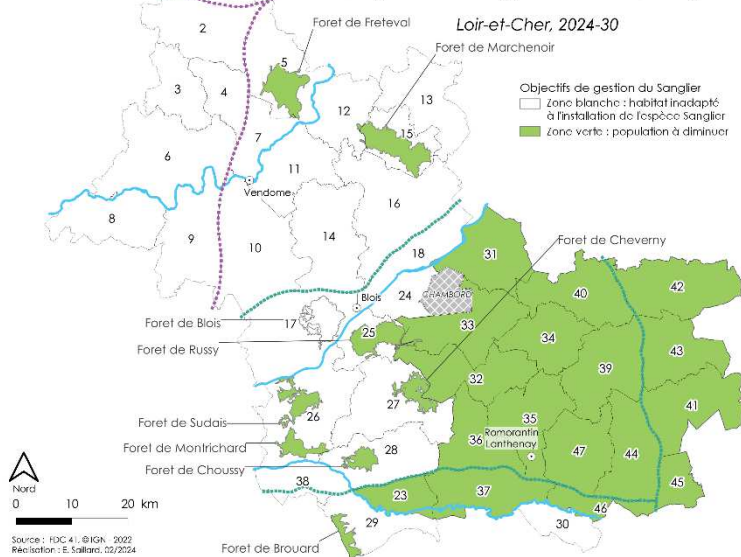 Loir-et-Cher, 2024-30
Foret de Freteval
Foret de Marchenoir
Objectifs de gestion du Sanglier
Zone blanche : habitat inadapté
à l'installation de l'espèce Sanglier
Zone verte : population à diminuer
2
3
4
5
12
13
15
7
6
11
Vendome
8
9
10
14
16
18
31
Foret de Cheverny
40
42
24
CHAMBORD
Blois
17
Foret de Blois
25
33
Foret de Russy
34
43
39
32
41
27
26
Foret de Sudais
35
Romorantin
Lanthenay
36
Foret de Montrichard
28
47
44
Foret de Choussy
38
45
23
37
46
29
30
Foret de Brouard
Nord
0 10 20 km
Source : FDC 41, © IGN 2022
Réalisation : E. Saillard, 02/2024